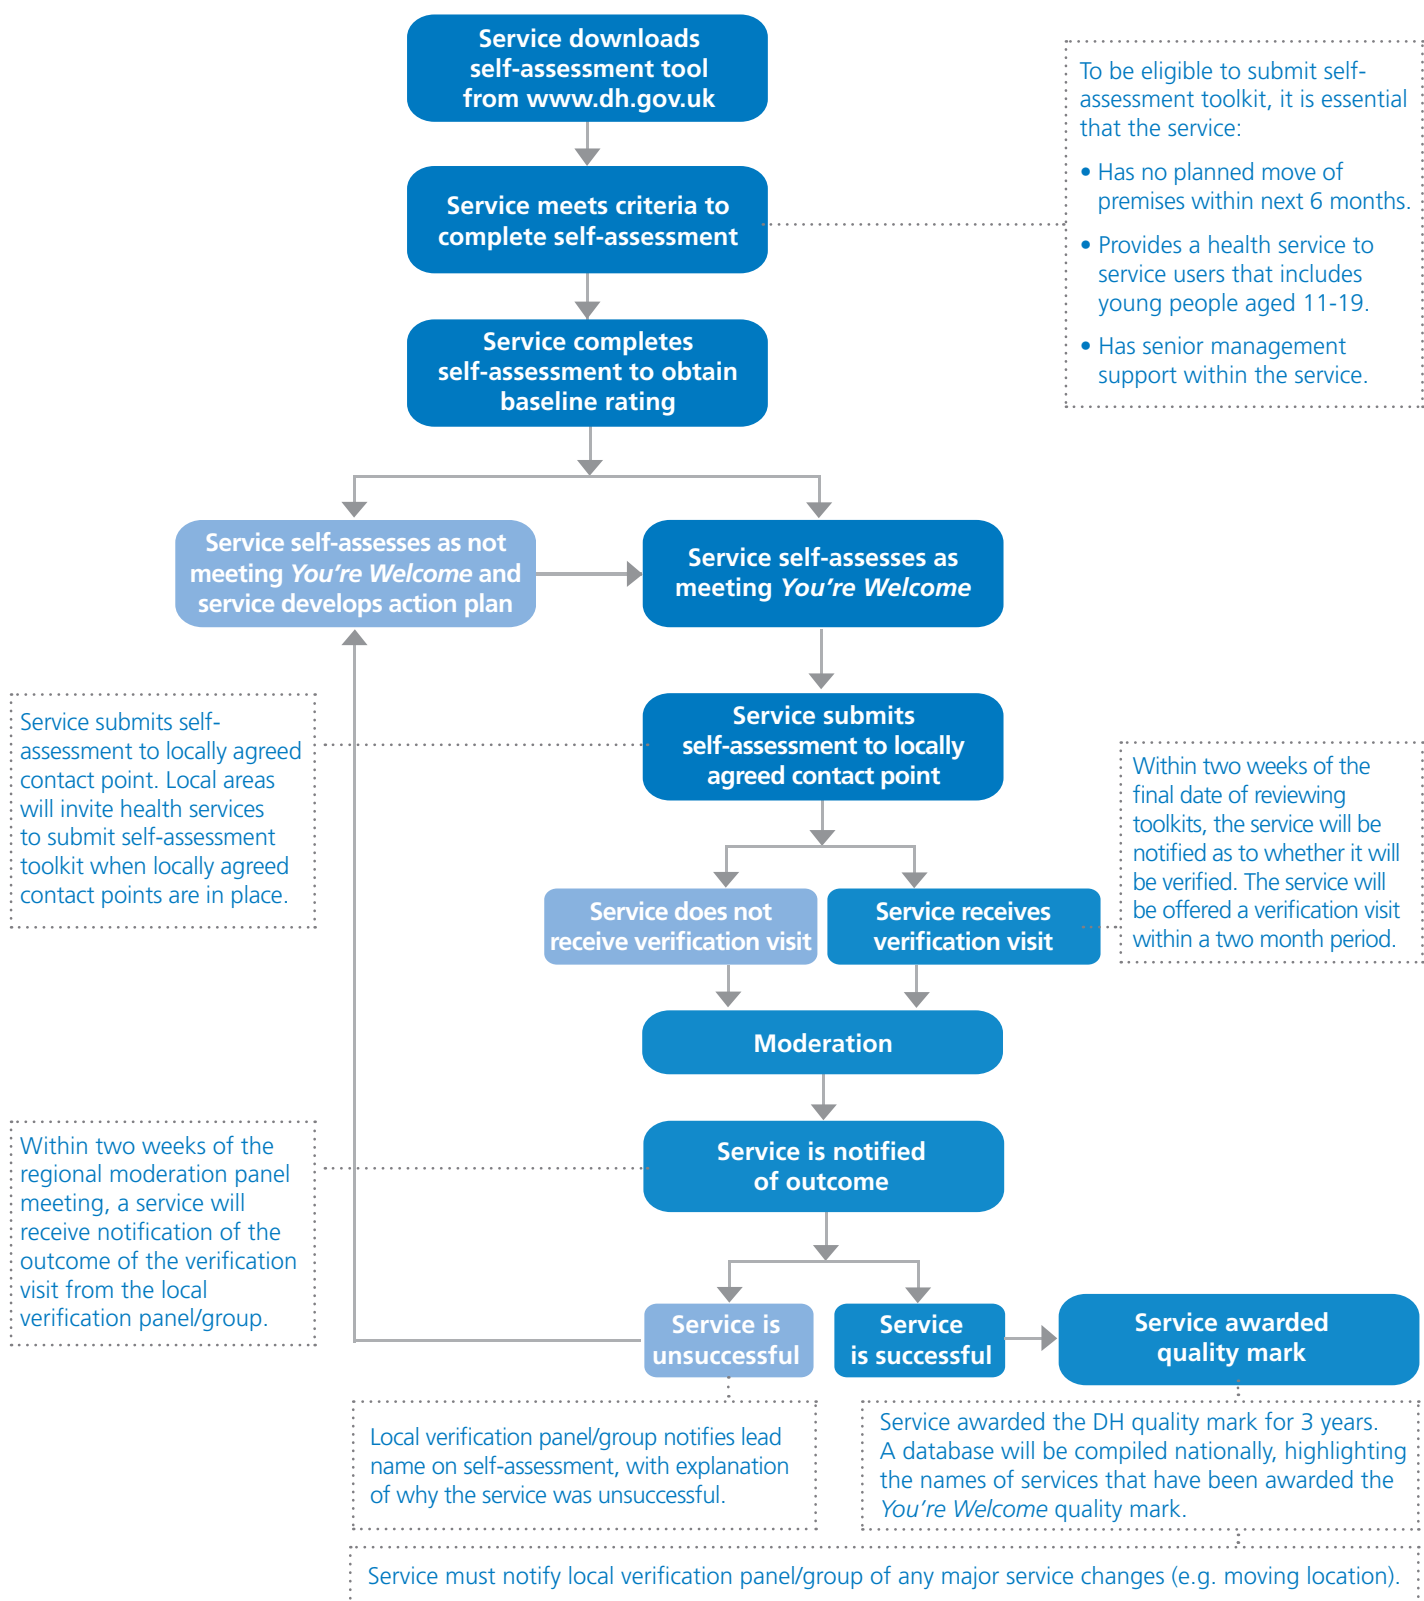 Service downloads
self-assessment tool
from www.dh.gov.uk
To be eligible to submit self-
assessment toolkit, it is essential
that the service:
• Has no planned move of
premises within next 6 months.
• Provides a health service to
service users that includes
young people aged 11-19.
• Has senior management
support within the service.
Service meets criteria to
complete self-assessment
Service completes
self-assessment to obtain
baseline rating
Service self-assesses as not
meeting You're Welcome and
service develops action plan
Service self-assesses as
meeting You're Welcome
Service submits self-
assessment to locally agreed
contact point. Local areas
will invite health services
to submit self-assessment
toolkit when locally agreed
contact points are in place.
Service submits
self-assessment to locally
agreed contact point
Within two weeks of the
final date of reviewing
toolkits, the service will be
notified as to whether it will
be verified. The service will
be offered a verification visit
within a two month period.
Service does not
receive verification visit
Service receives
verification visit
Moderation
Within two weeks of the
regional moderation panel
meeting, a service will
receive notification of the
outcome of the verification
visit from the local
verification panel/group.
Service is notified
of outcome
Service is
unsuccessful
Service
is successful
Service awarded
quality mark
Local verification panel/group notifies lead
name on self-assessment, with explanation
of why the service was unsuccessful.
Service awarded the DH quality mark for 3 years.
A database will be compiled nationally, highlighting
the names of services that have been awarded the
You're Welcome quality mark.
Service must notify local verification panel/group of any major service changes (e.g. moving location).